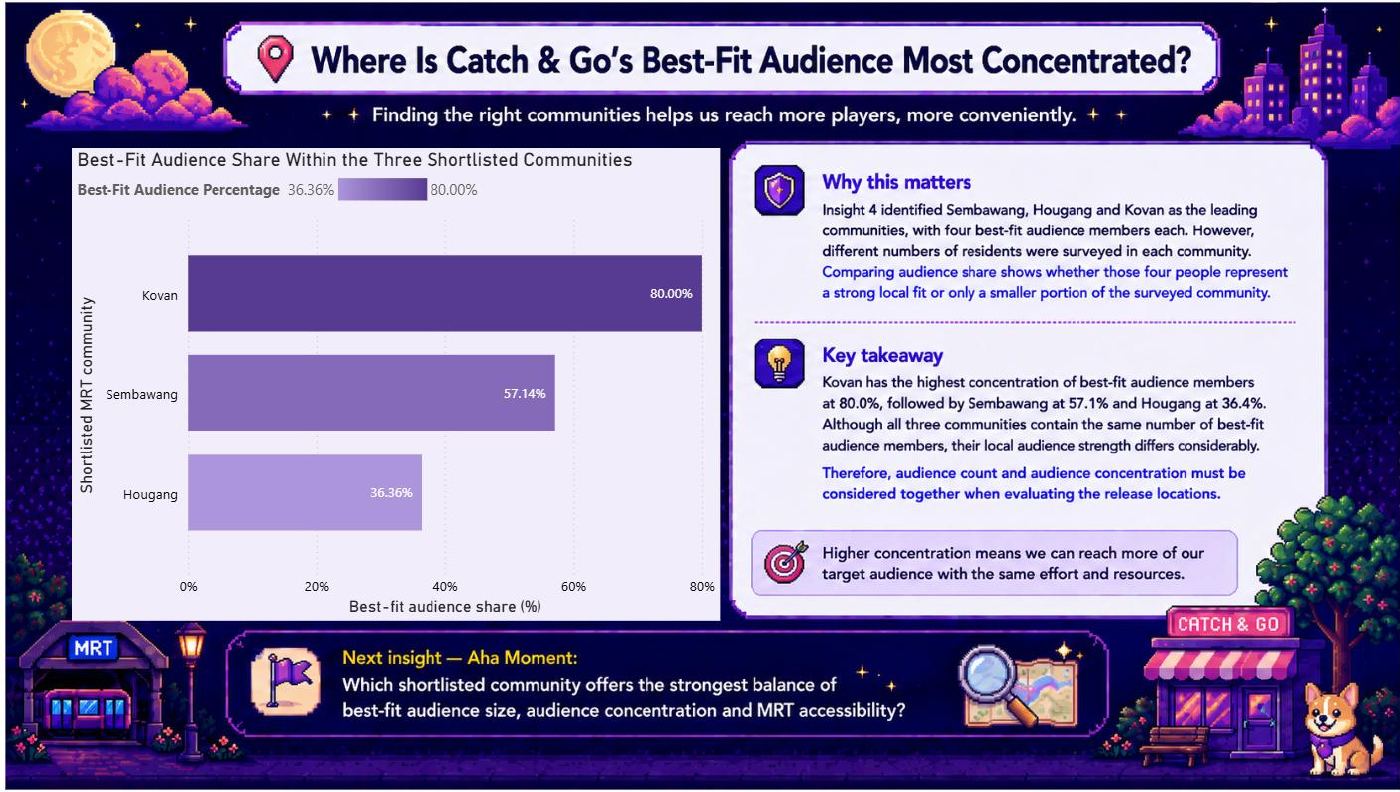 Where Is Catch & Go's Best-Fit Audience Most Concentrated?
Finding the right communities helps us reach more players, more conveniently.
Best-Fit Audience Share Within the Three Shortlisted Communities
Best-Fit Audience Percentage 36.36% 80.00%
Shortlisted MRT community
Kovan
80.00%
Sembawang
57.14%
Hougang
36.36%
0% 20% 40% 60% 80%
Best-fit audience share (%)
Why this matters
Insight 4 identified Sembawang, Hougang and Kovan as the leading
communities, with four best-fit audience members each. However,
different numbers of residents were surveyed in each community.
Comparing audience share shows whether those four people represent
a strong local fit or only a smaller portion of the surveyed community.
Key takeaway
Kovan has the highest concentration of best-fit audience members
at 80.0%, followed by Sembawang at 57.1% and Hougang at 36.4%.
Although all three communities contain the same number of best-fit
audience members, their local audience strength differs considerably.
Therefore, audience count and audience concentration must be
considered together when evaluating the release locations.
Higher concentration means we can reach more of our
target audience with the same effort and resources.
MRT
Next insight — Aha Moment:
Which shortlisted community offers the strongest balance of
best-fit audience size, audience concentration and MRT accessibility?
CATCH & GO